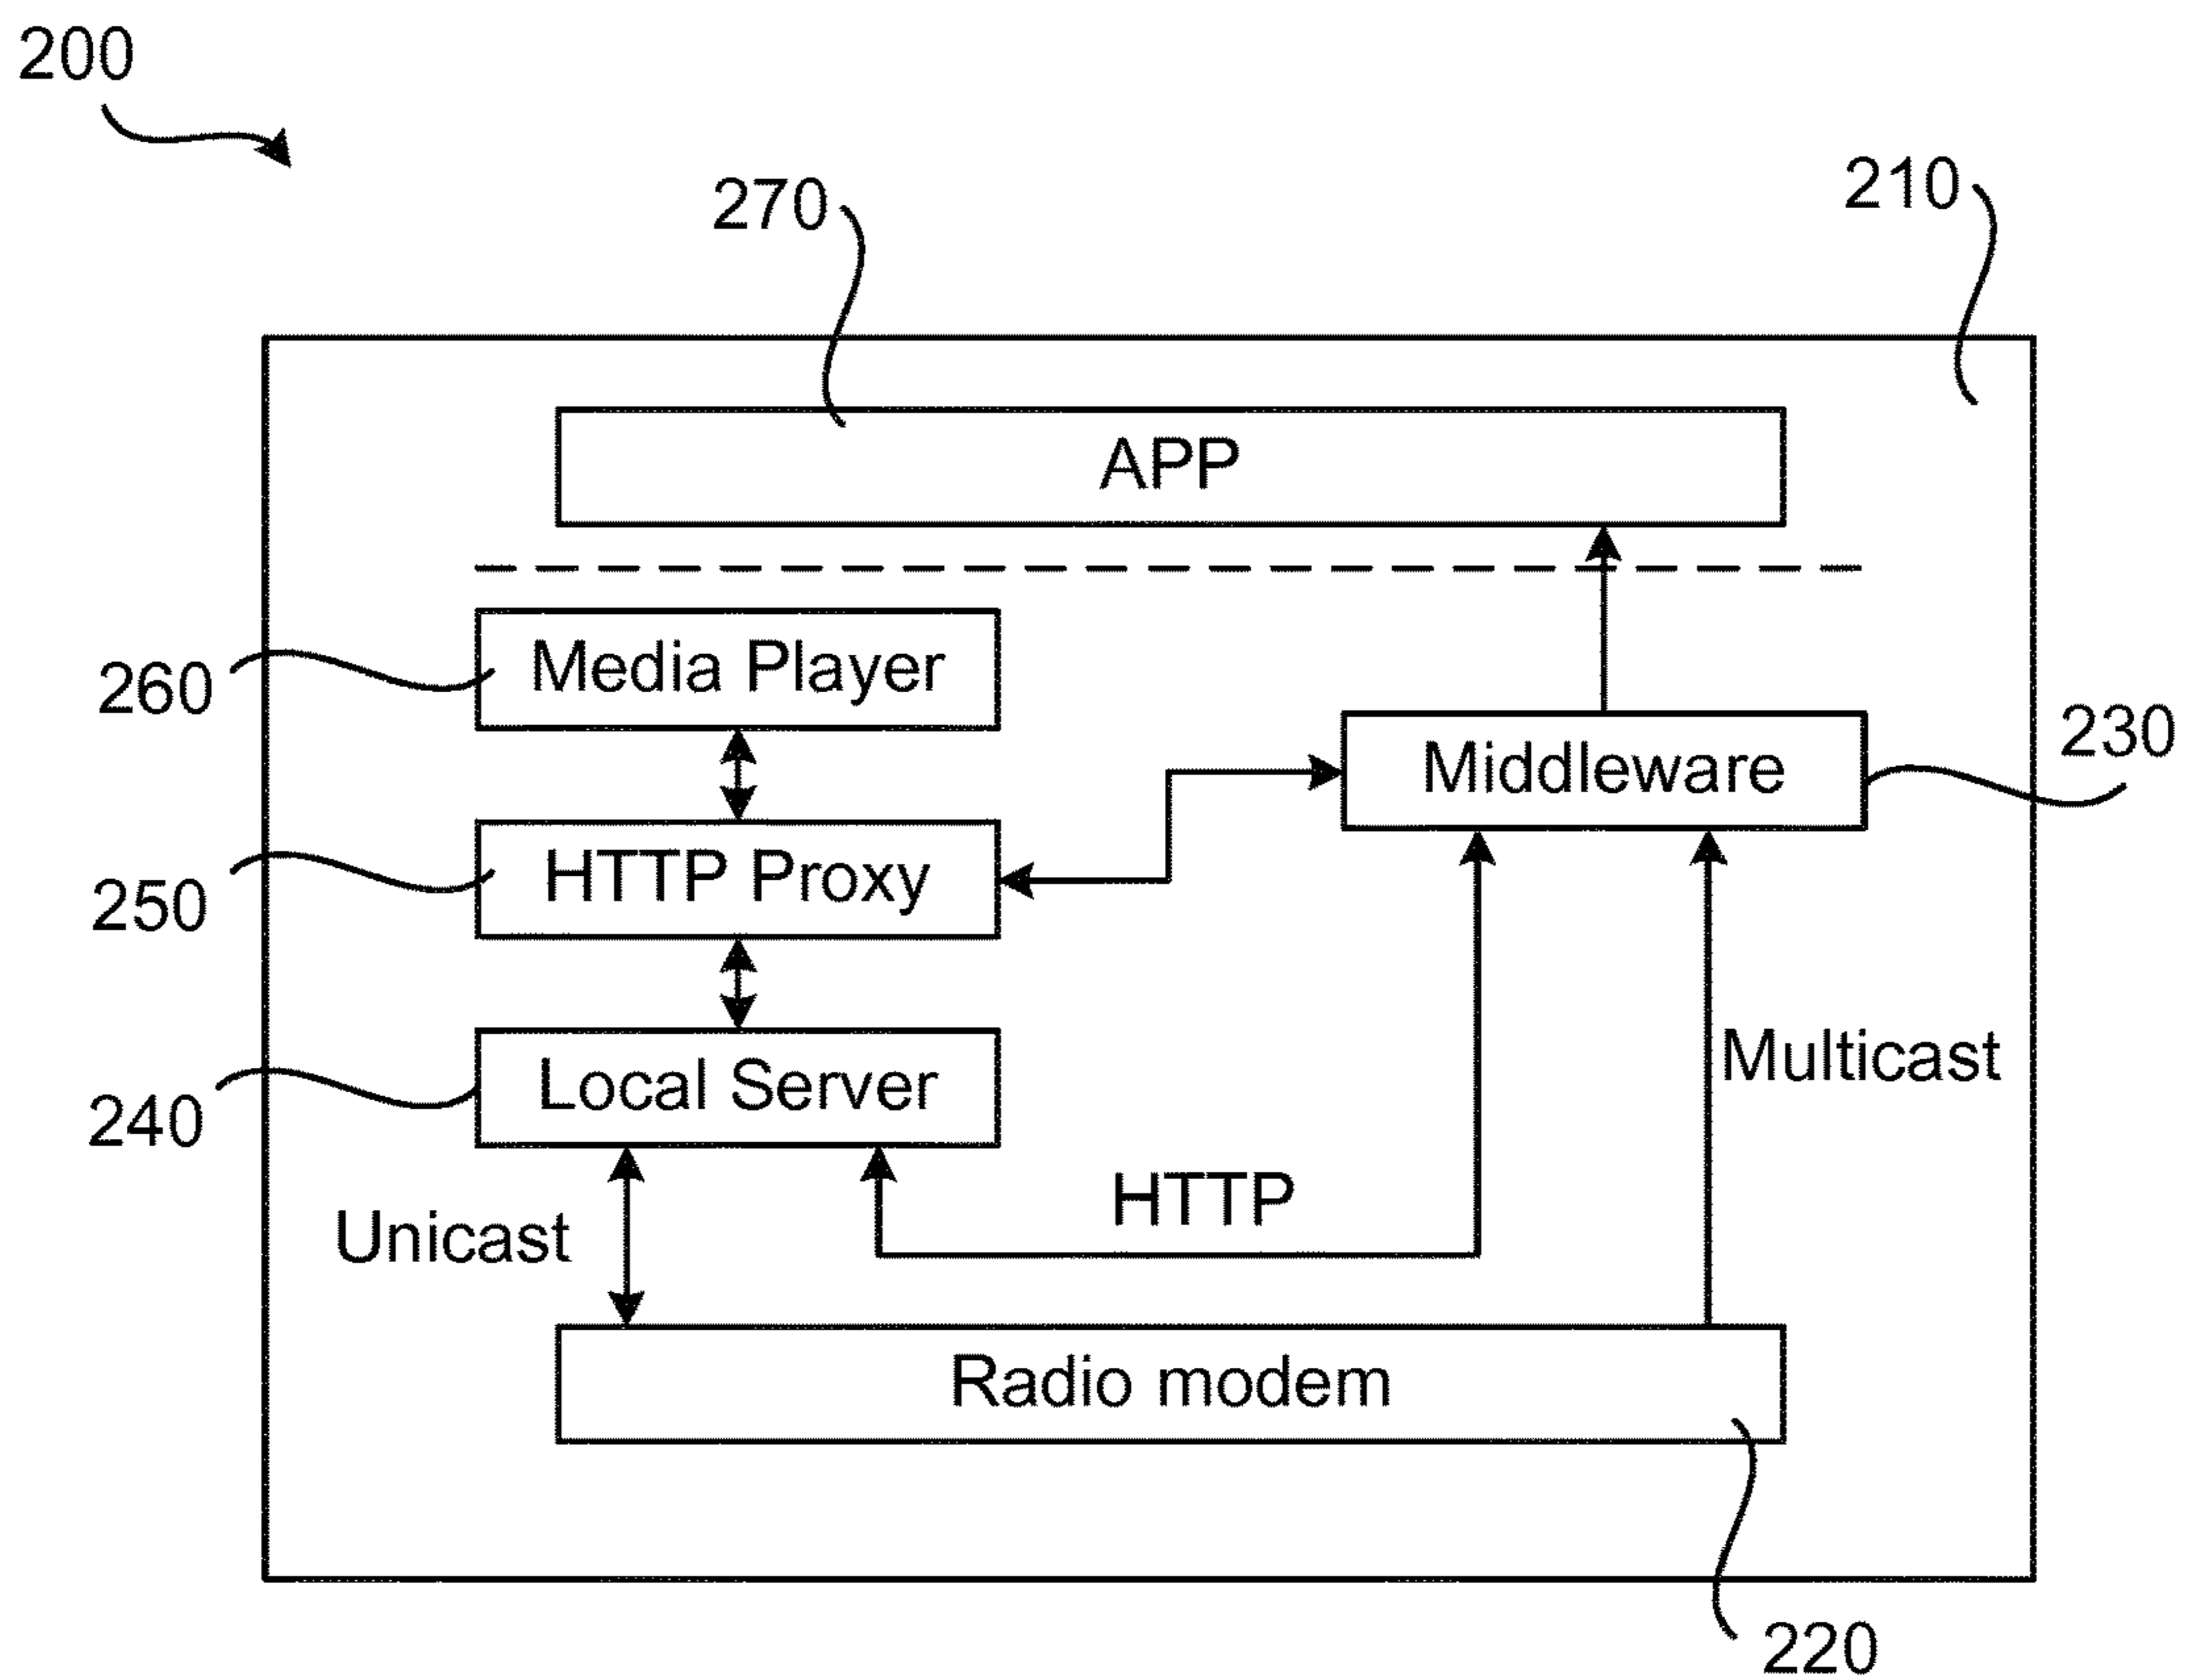 200
270
210
APP
Media Player
260
Middleware
230
HTTP Proxy
250
Local Server
240
Multicast
HTTP
Unicast
Radio modem
220